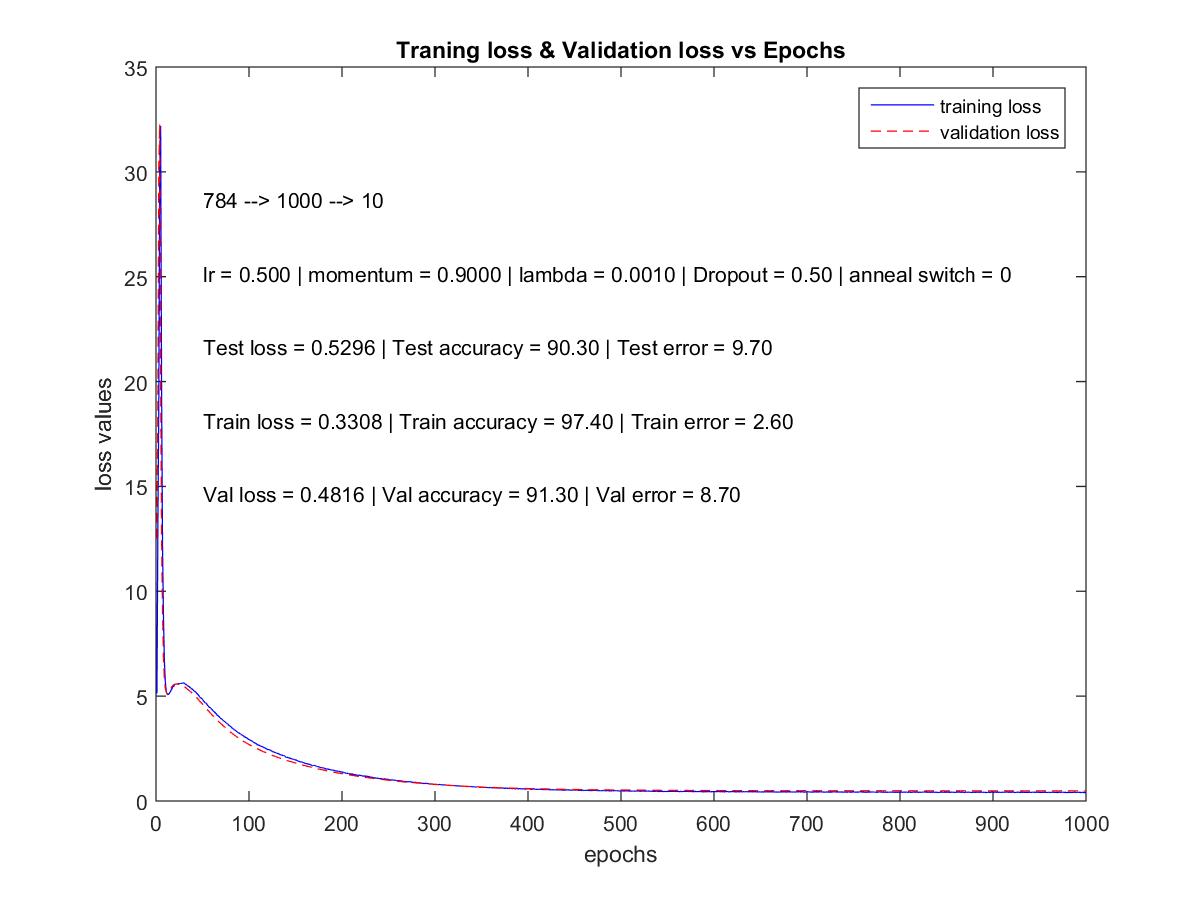 Traning loss & Validation loss vs Epochs
35
training loss
validation loss
30
784 --> 1000 --> 10
25
lr = 0.500 | momentum = 0.9000 | lambda = 0.0010 | Dropout = 0.50 | anneal switch = 0
Test loss = 0.5296 | Test accuracy = 90.30 | Test error = 9.70
20
Train loss = 0.3308 | Train accuracy = 97.40 | Train error = 2.60
loss values
15
Val loss = 0.4816 | Val accuracy = 91.30 | Val error = 8.70
10
5
0
0 100 200 300 400 500 600 700 800 900 1000
epochs